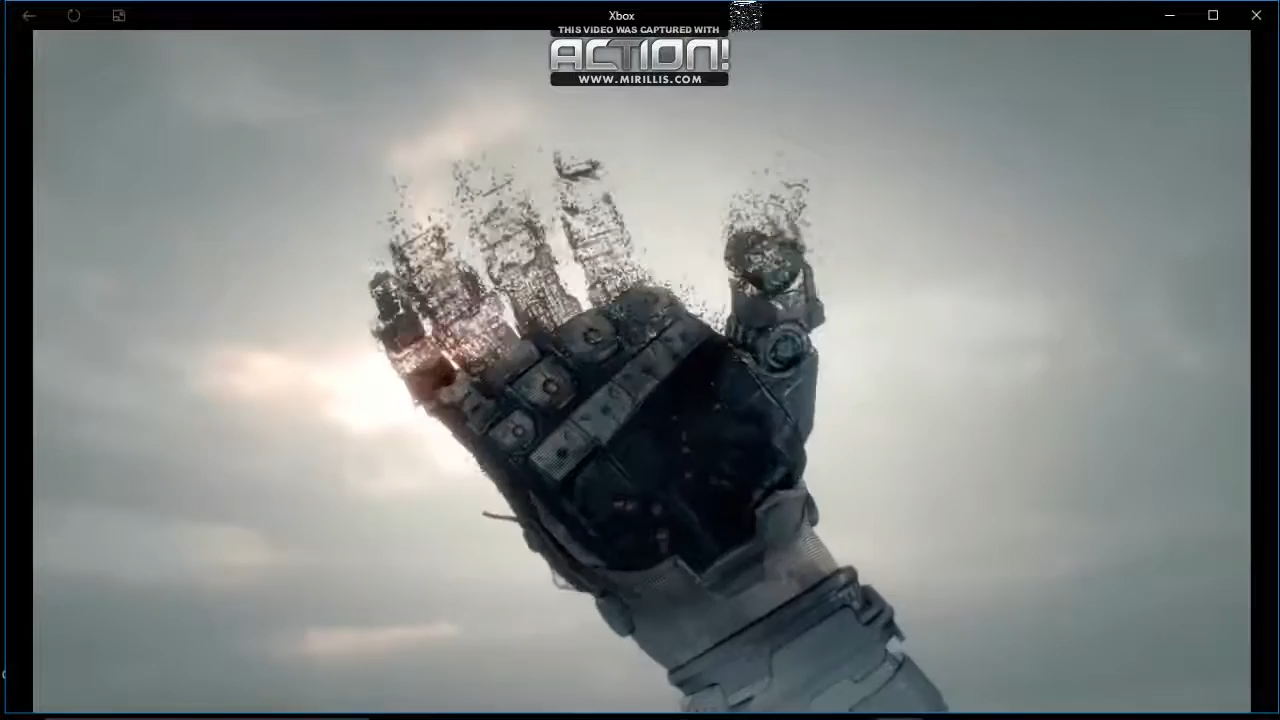 Xbox
THIS VIDEO WAS CAPTURED WITH
ACTION!
WWW.MIRILLIS.COM